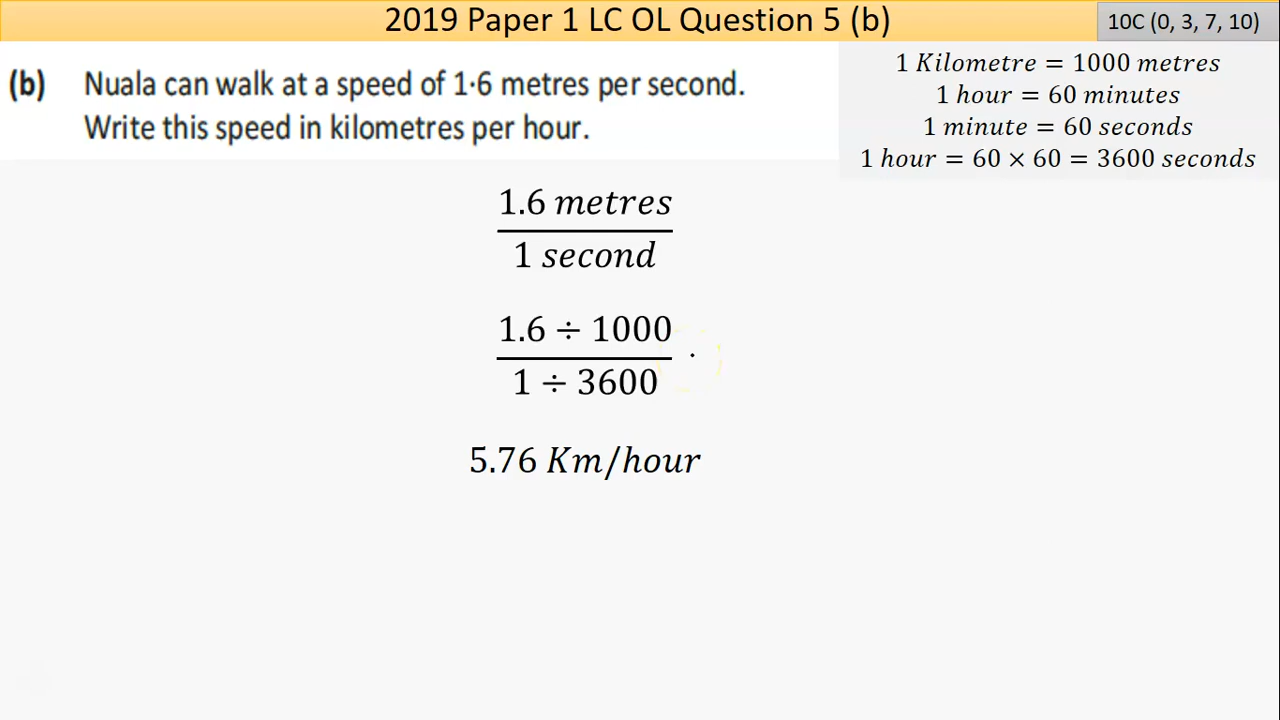 2019 Paper 1 LC OL Question 5 (b)
10C (0, 3, 7, 10)
(b) Nuala can walk at a speed of 1·6 metres per second.
Write this speed in kilometres per hour.
1 Kilometre = 1000 metres
1 hour = 60 minutes
1 minute = 60 seconds
1 hour = 60 × 60 = 3600 seconds
1.6 metres
1 second
1.6 ÷ 1000
1 ÷ 3600
5.76 Km/hour